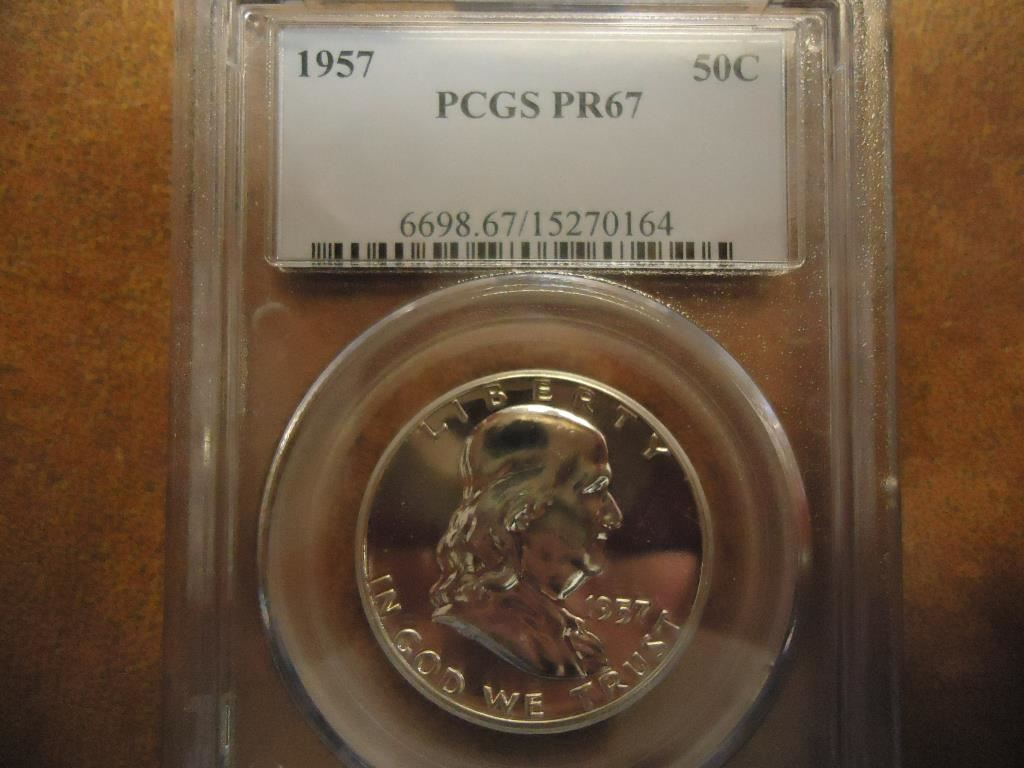 1957 50C
PCGS PR67
6698.67/15270164
LIBERTY
1957
IN GOD WE TRUST